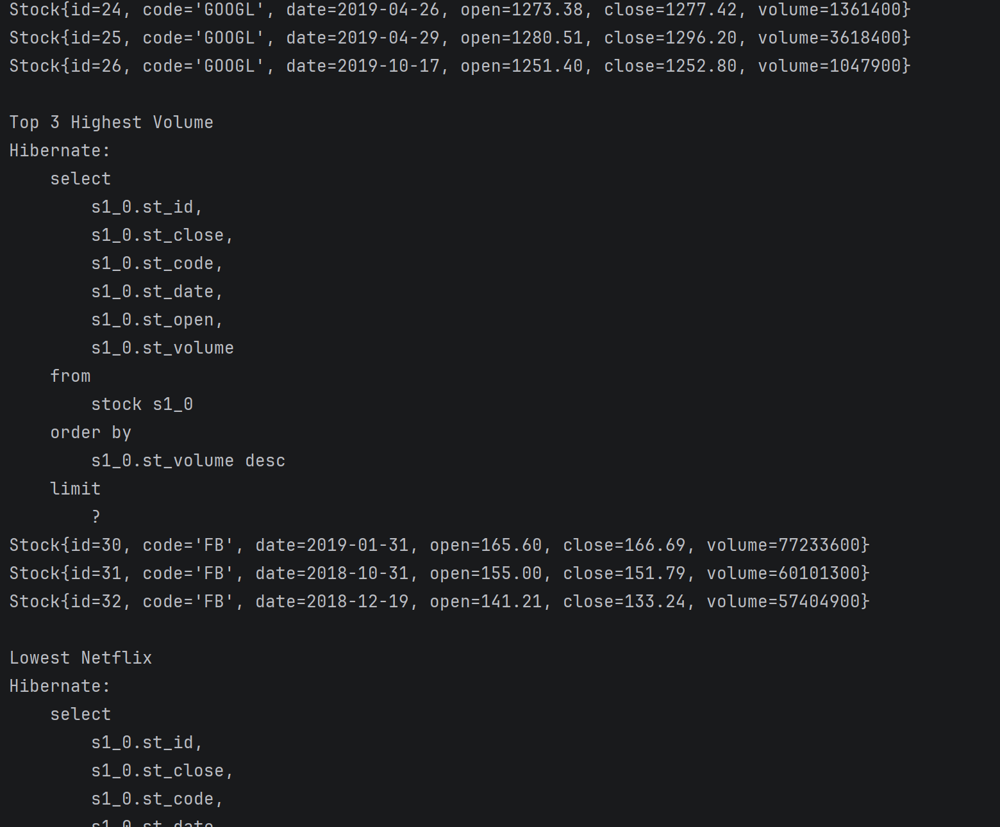 Stock{id=24, code='GOOGL', date=2019-04-26, open=1273.38, close=1277.42, volume=1361400}
Stock{id=25, code='GOOGL', date=2019-04-29, open=1280.51, close=1296.20, volume=3618400}
Stock{id=26, code='GOOGL', date=2019-10-17, open=1251.40, close=1252.80, volume=1047900}

Top 3 Highest Volume
Hibernate:
    select
        s1_0.st_id,
        s1_0.st_close,
        s1_0.st_code,
        s1_0.st_date,
        s1_0.st_open,
        s1_0.st_volume
    from
        stock s1_0
    order by
        s1_0.st_volume desc
    limit
        ?
Stock{id=30, code='FB', date=2019-01-31, open=165.60, close=166.69, volume=77233600}
Stock{id=31, code='FB', date=2018-10-31, open=155.00, close=151.79, volume=60101300}
Stock{id=32, code='FB', date=2018-12-19, open=141.21, close=133.24, volume=57404900}

Lowest Netflix
Hibernate:
    select
        s1_0.st_id,
        s1_0.st_close,
        s1_0.st_code,
        s1_0.st_date